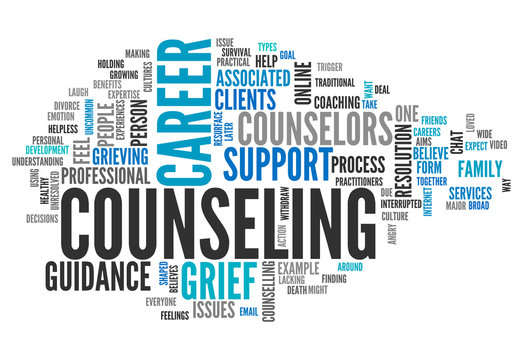 ISSUE
TYPES
MAKING
SURVIVAL
GOAL
HOLDING
CULTURES
CAREER
PRACTICAL
HELP
TRIGGER
GROWING
ASSOCIATED
ONLINE
TRADITIONAL
WANT
DEAL
BENEFITS
LAUGH
EXPERTISE
PERSON
CLIENTS
COACHING
TAKE
DIVORCE
UNCOMMON
PEOPLE
EXPERIENCES
RESURFACE
LATER
COUNSELORS
ONE
FRIENDS
LOVED
EMOTION
HELPLESS
FEEL
RESOLUTION
CAREERS
CHAT
WIDE
PERSONAL
AIMS
EXPECT
VIDEO
DEVELOPMENT
GRIEVING
SUPPORT
PROCESS
BELIEVE
UNDERSTANDING
FORM
FAMILY
USING
HEALTHY
UNRESOLVED
PROFESSIONAL
PRACTITIONERS
TOGETHER
WAY
DUE
INTERNET
SERVICES
COUNSELING
WITHDRAW
INTERRUPTED
MAJOR
BROAD
DECISIONS
CULTURE
ACTION
ANGRY
GUIDANCE
SHAPED
BELIEVES
GRIEF
COUNSELLING
EXAMPLE
AROUND
LACKING
FINDING
EVERYONE
ISSUES
DEATH
MIGHT
FEELINGS
EMAIL